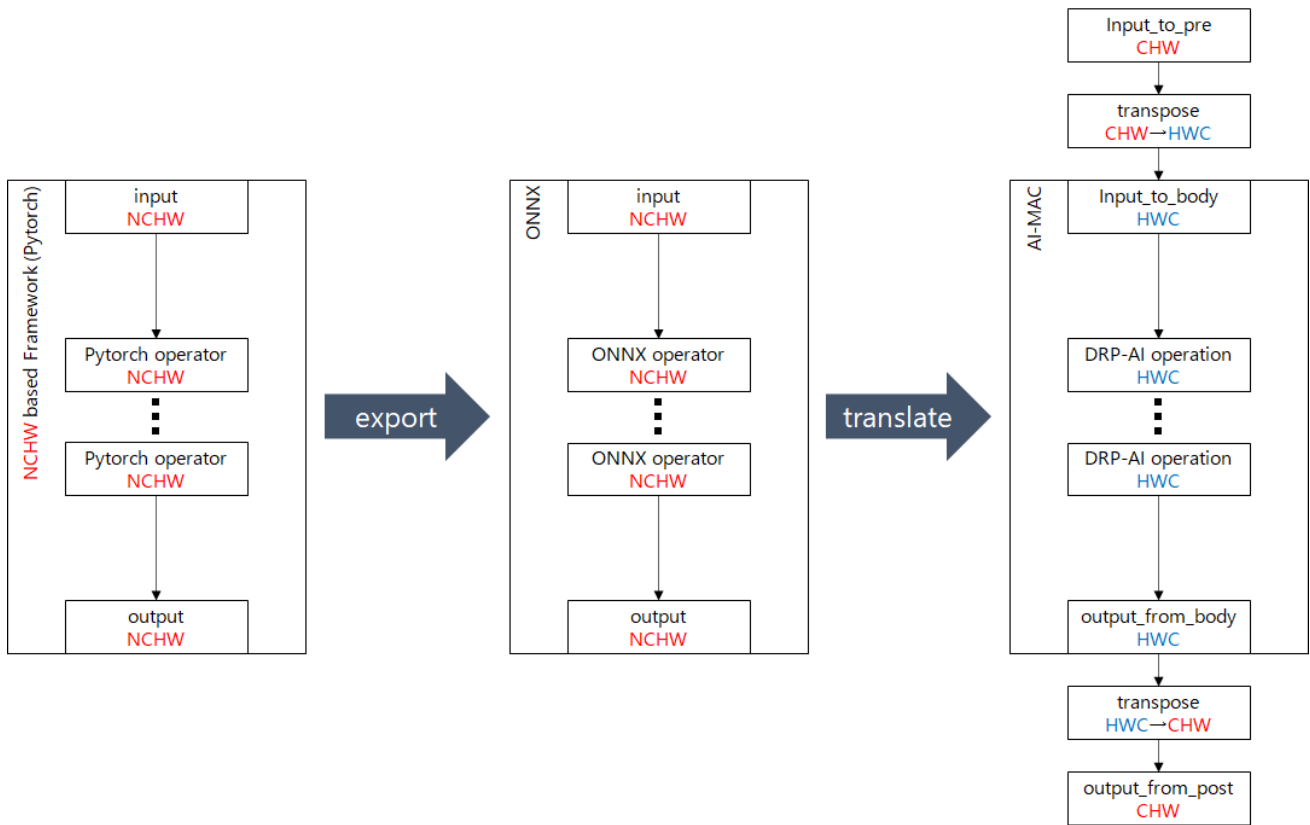 NCHW based Framework (Pytorch)
input
NCHW
Pytorch operator
NCHW
Pytorch operator
NCHW
output
NCHW
export
ONNX
input
NCHW
ONNX operator
NCHW
ONNX operator
NCHW
output
NCHW
translate
Input_to_pre
CHW
transpose
CHW→HWC
AI-MAC
Input_to_body
HWC
DRP-AI operation
HWC
DRP-AI operation
HWC
output_from_body
HWC
transpose
HWC→CHW
output_from_post
CHW